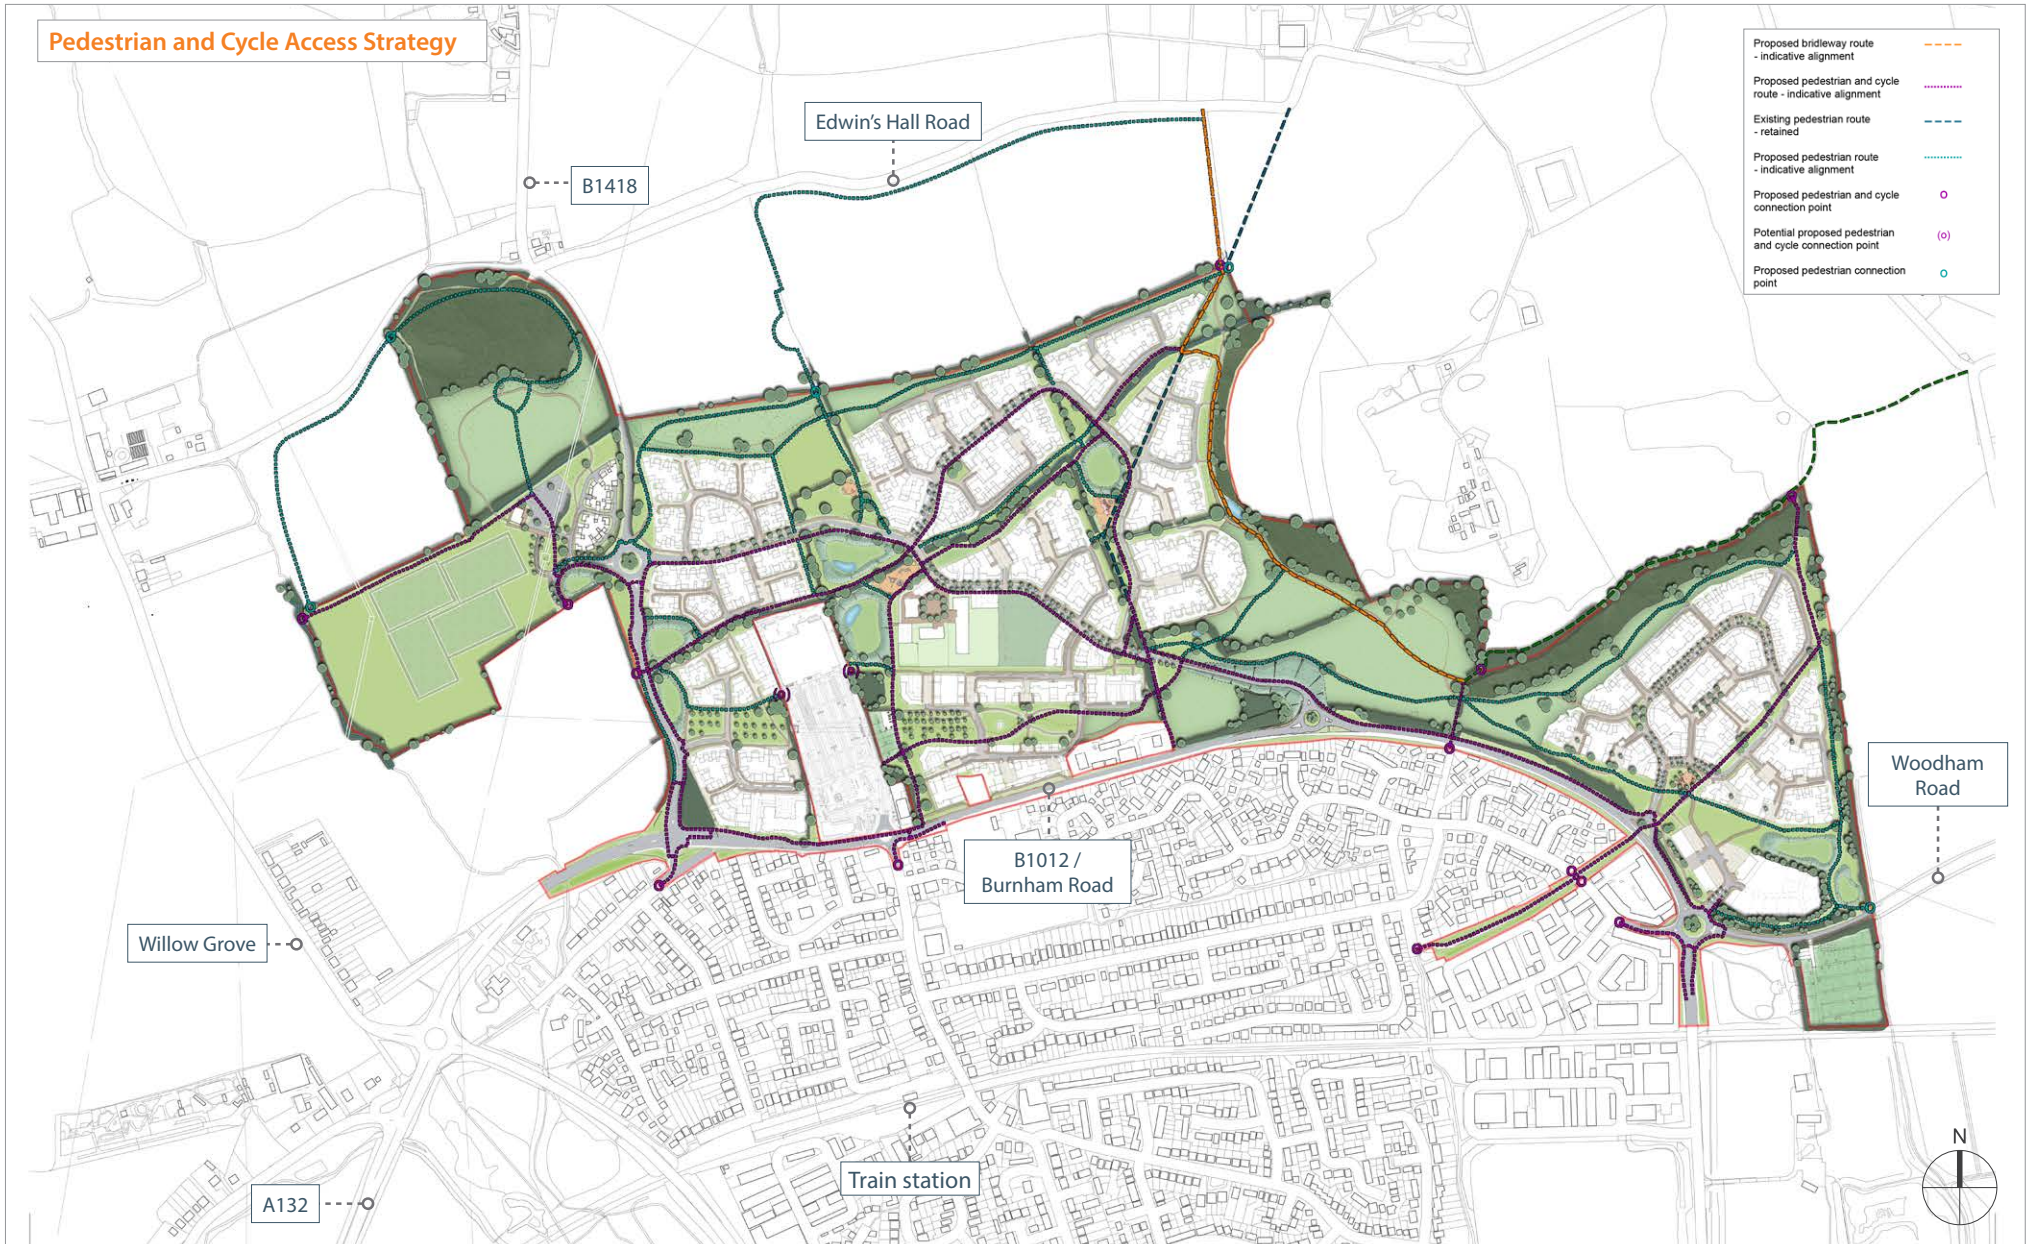 Pedestrian and Cycle Access Strategy
Proposed bridleway route
- indicative alignment
Proposed pedestrian and cycle
route - indicative alignment
Existing pedestrian route
- retained
Proposed pedestrian route
- indicative alignment
Proposed pedestrian and cycle
connection point
o
Potential proposed pedestrian
and cycle connection point
(o)
Proposed pedestrian connection
point
o
Edwin's Hall Road
B1418
Woodham
Road
B1012 /
Burnham Road
Willow Grove
Train station
A132
N